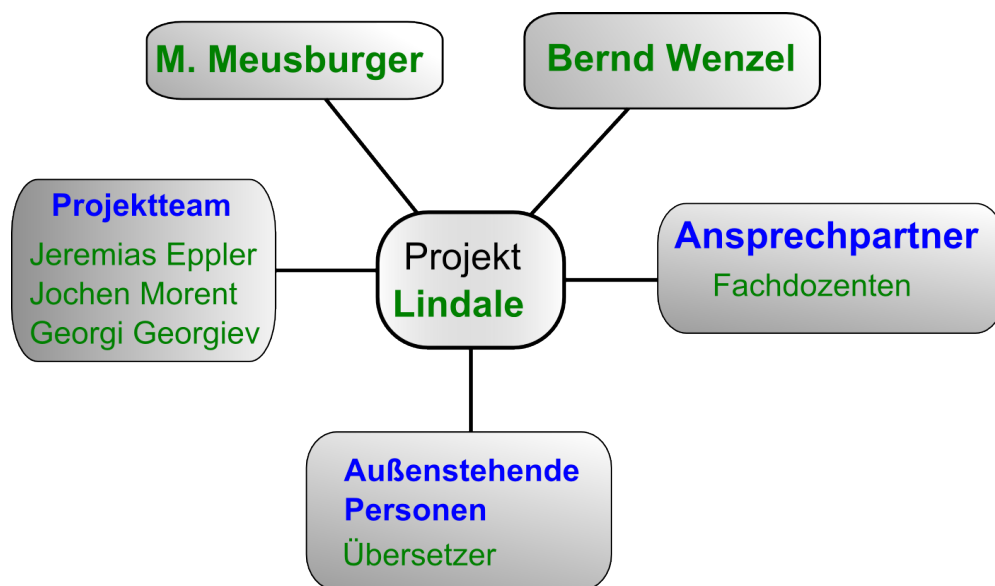 M. Meusburger
Bernd Wenzel
Projektteam
Jeremias Eppler
Jochen Morent
Georgi Georgiev
Projekt
Lindale
Ansprechpartner
Fachdozenten
Außenstehende
Personen
Übersetzer